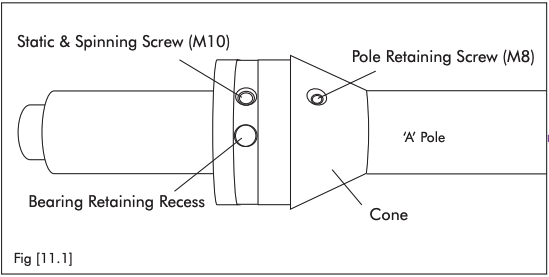 Static & Spinning Screw (M10)
Pole Retaining Screw (M8)
‘A’ Pole
Bearing Retaining Recess
Cone
Fig [11.1]